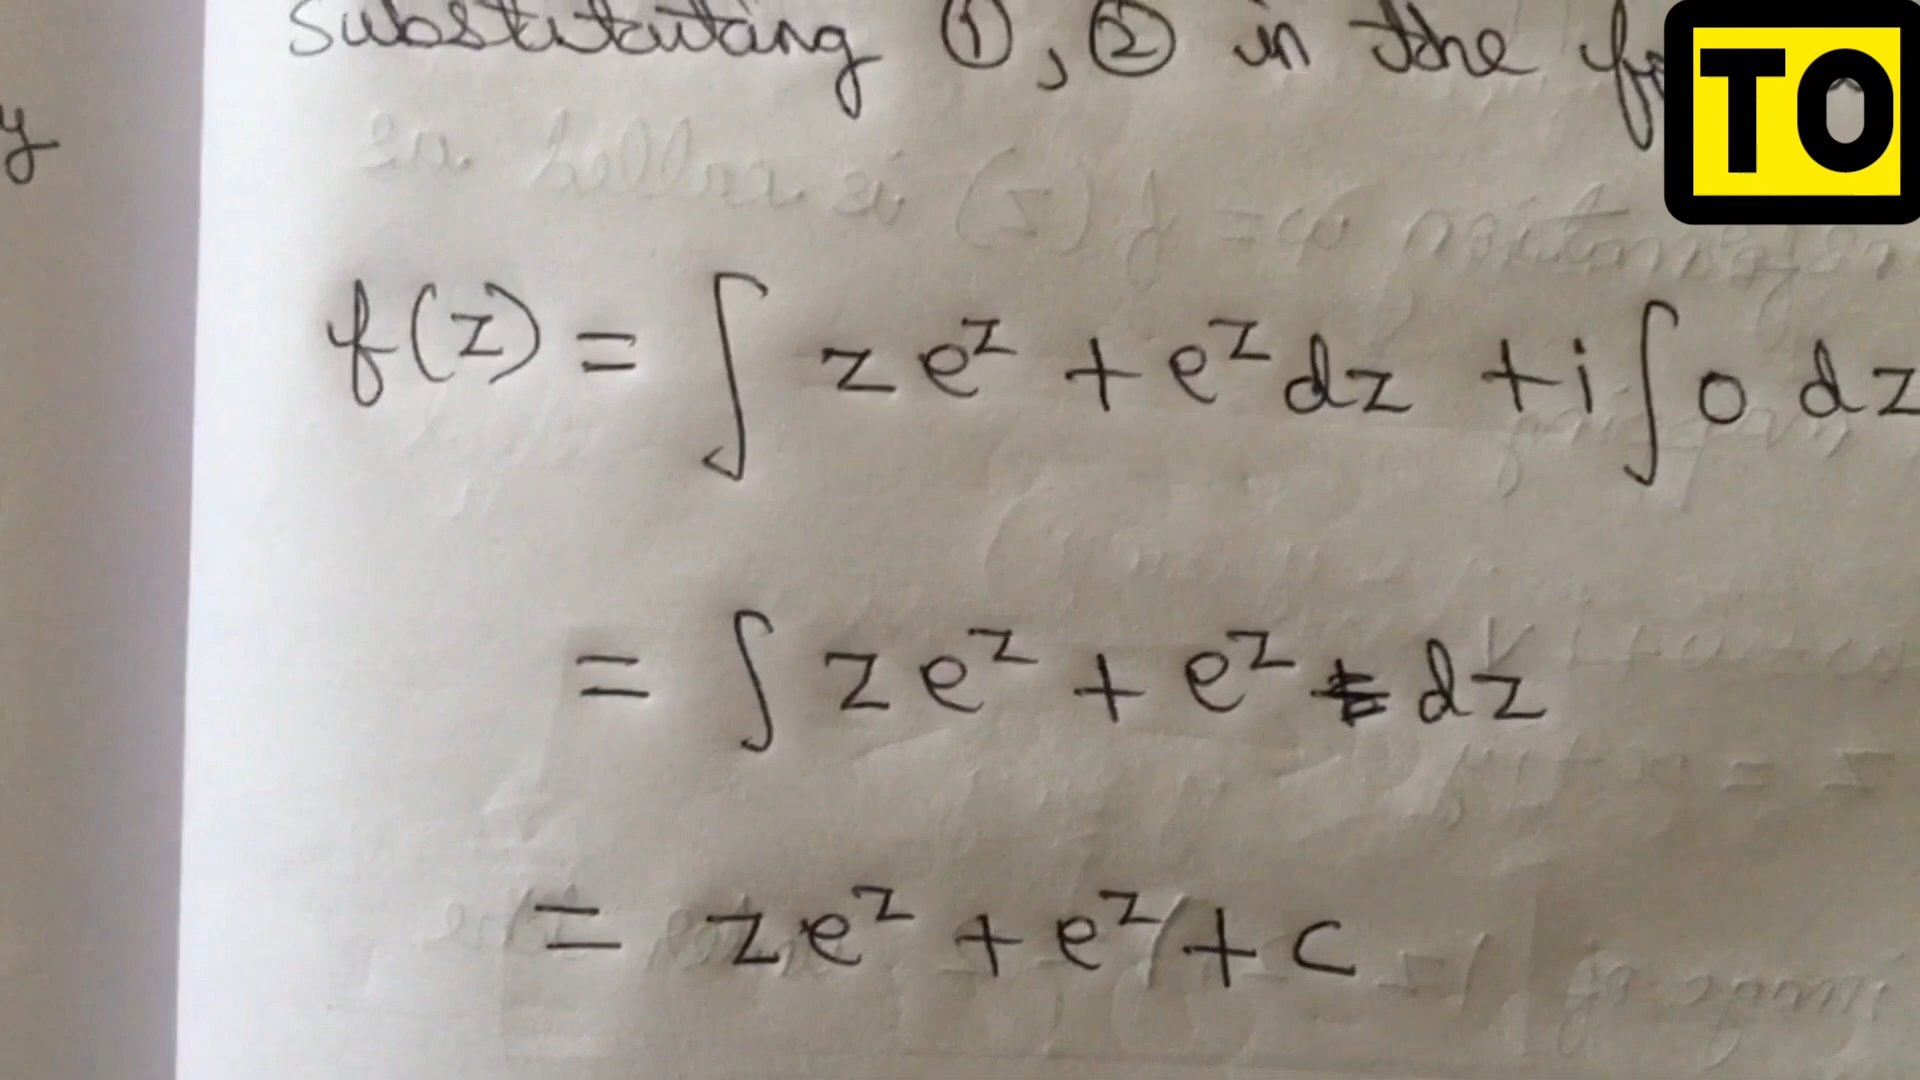 y
Substituting ①, ② in the
TO
f(z) = ∫ ze^z + e^z dz + i∫0 dz
= ∫ ze^z + e^z dz
= ze^z + e^z + c